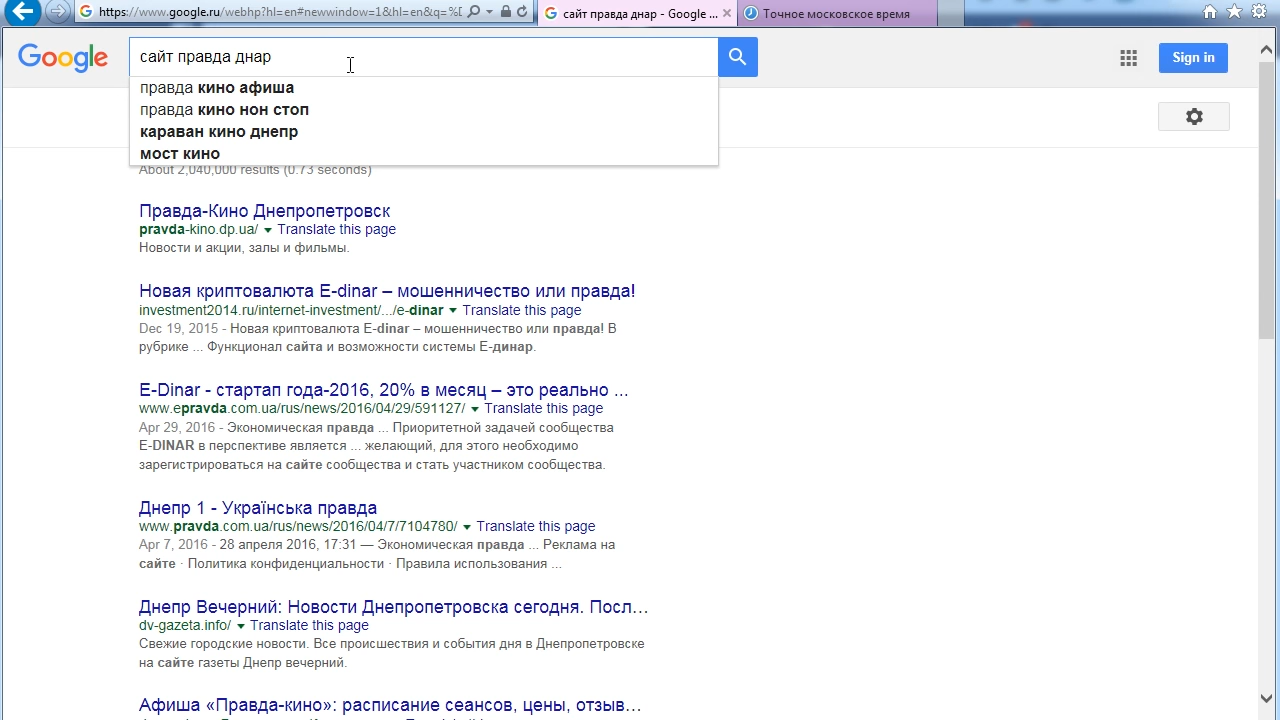 https://www.google.ru/webhp?hl=en#newwindow=1&hl=en&q=%D
сайт правда днар - Google ...
Точное московское время
Google
сайт правда днар
Sign in
правда кино афиша
правда кино нон стоп
караван кино днепр
мост кино
About 2,040,000 results (0.73 seconds)
Правда-Кино Днепропетровск
pravda-kino.dp.ua/ Translate this page
Новости и акции, залы и фильмы.
Новая криптовалюта E-dinar – мошенничество или правда!
investment2014.ru/internet-investment/.../e-dinar Translate this page
Dec 19, 2015 - Новая криптовалюта E-dinar – мошенничество или правда! В
рубрике ... Функционал сайта и возможности системы E-динар.
E-Dinar - стартап года-2016, 20% в месяц – это реально ...
www.epravda.com.ua/rus/news/2016/04/29/591127/ Translate this page
Apr 29, 2016 - Экономическая правда ... Приоритетной задачей сообщества
E-DINAR в перспективе является ... желающий, для этого необходимо
зарегистрироваться на сайте сообщества и стать участником сообщества.
Днепр 1 - Українська правда
www.pravda.com.ua/rus/news/2016/04/7/7104780/ Translate this page
Apr 7, 2016 - 28 апреля 2016, 17:31 — Экономическая правда ... Реклама на
сайте · Политика конфиденциальности · Правила использования ...
Днепр Вечерний: Новости Днепропетровска сегодня. Посл...
dv-gazeta.info/ Translate this page
Свежие городские новости. Все происшествия и события дня в Днепропетровске
на сайте газеты Днепр вечерний.
Афиша «Правда-кино»: расписание сеансов, цены, отзыв...